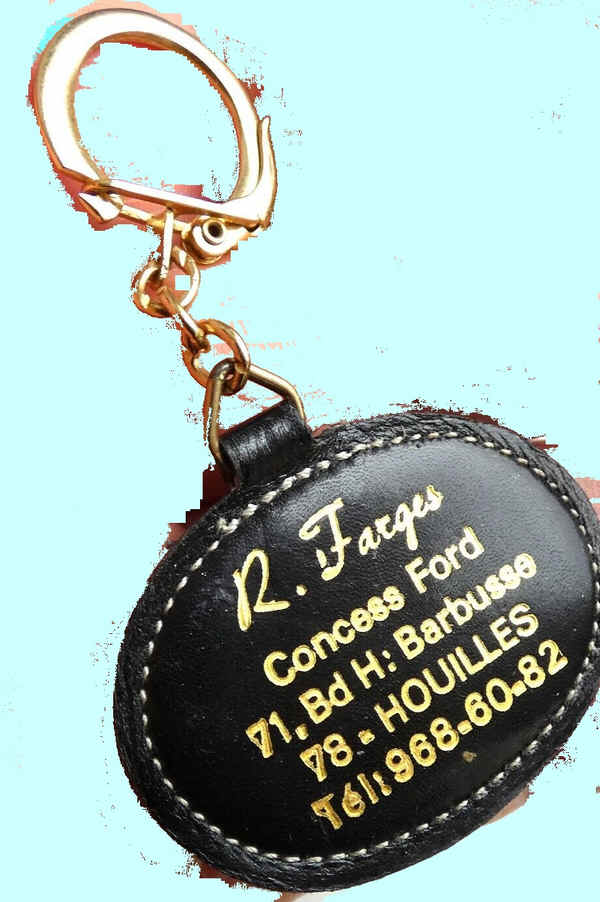 R. Farges
Concess Ford
71. Bd H: Barbusse
78 - HOUILLES
Tél: 968-60-82